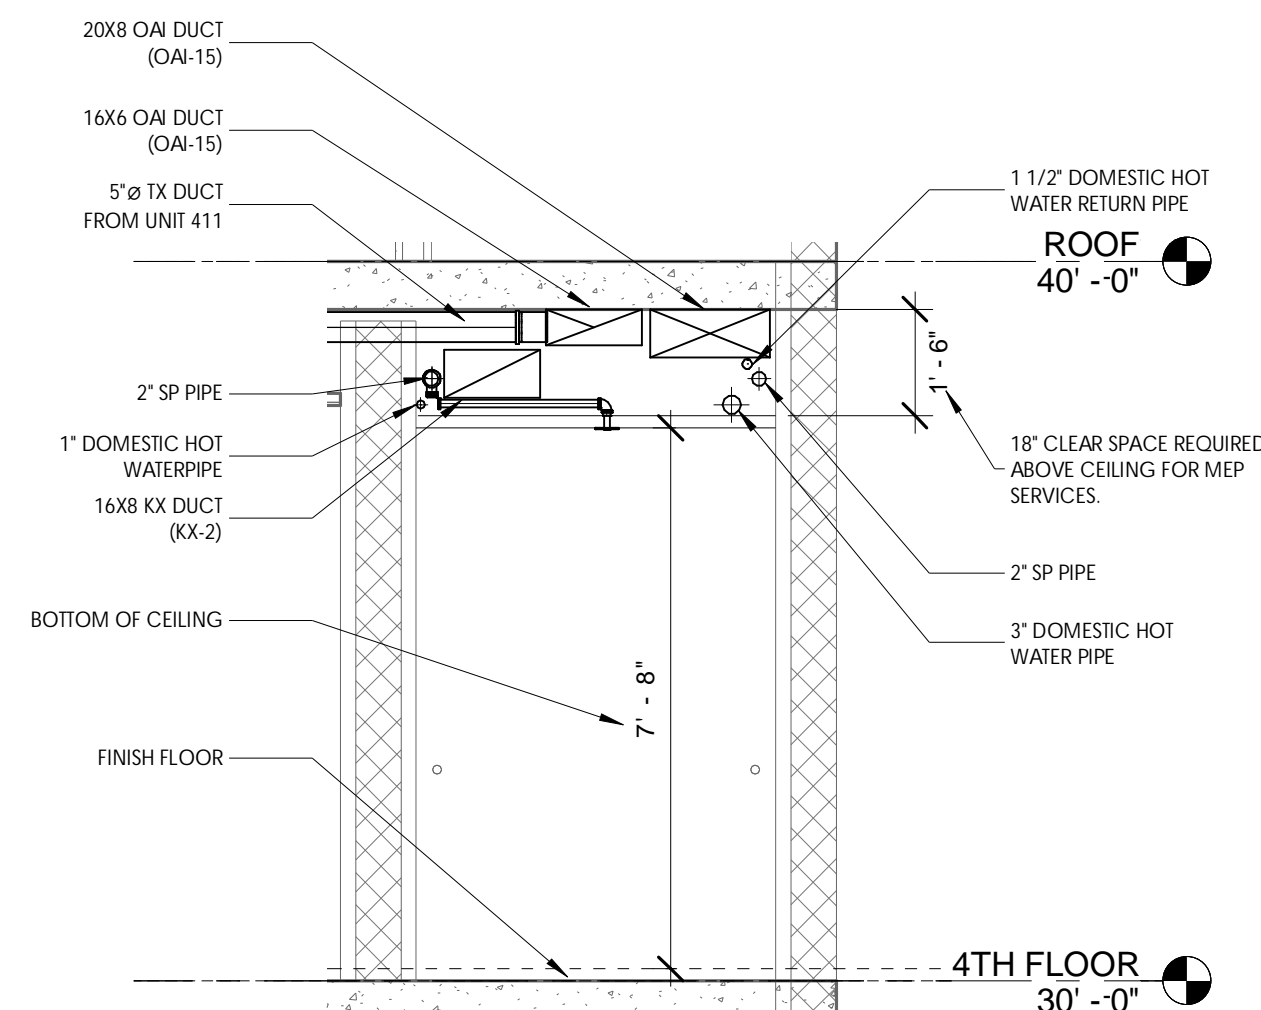 20X8 OAI DUCT
(OAI-15)
16X6 OAI DUCT
(OAI-15)
5"ø TX DUCT
FROM UNIT 411
2" SP PIPE
1" DOMESTIC HOT
WATERPIPE
16X8 KX DUCT
(KX-2)
BOTTOM OF CEILING
FINISH FLOOR
1 1/2" DOMESTIC HOT
WATER RETURN PIPE
ROOF
40' -0"
1' - 6"
18" CLEAR SPACE REQUIRED
ABOVE CEILING FOR MEP
SERVICES.
2" SP PIPE
3" DOMESTIC HOT
WATER PIPE
7' - 8"
4TH FLOOR
30' -0"